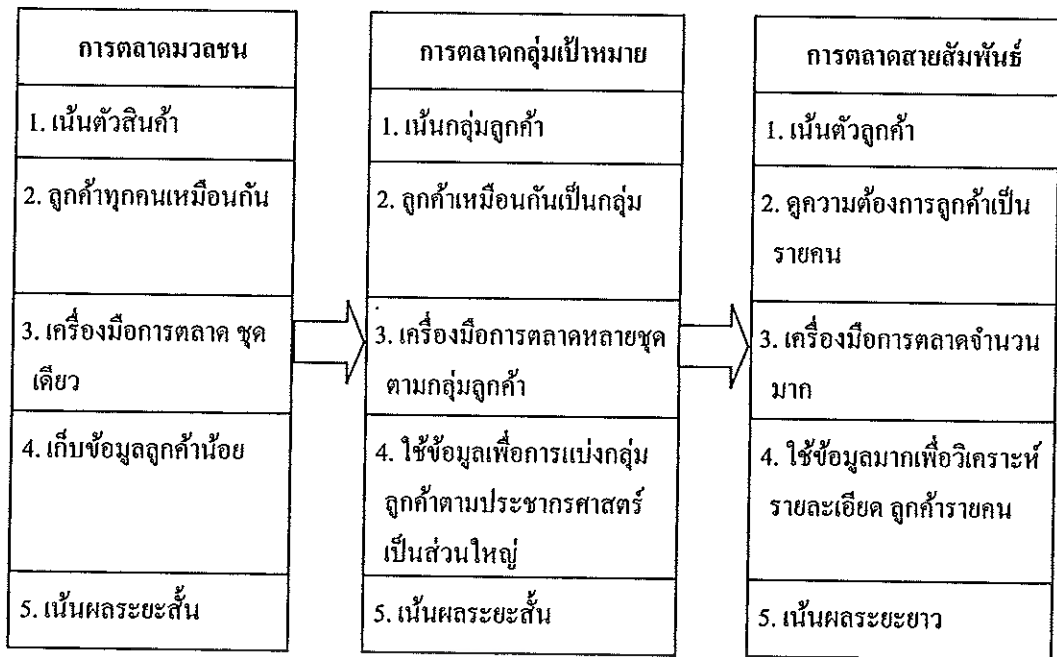 การตลาดมวลชน
1. เน้นตัวสินค้า
2. ลูกค้าทุกคนเหมือนกัน
3. เครื่องมือการตลาด ชุด
เดียว
4. เก็บข้อมูลลูกค้าน้อย
5. เน้นผลระยะสั้น
การตลาดกลุ่มเป้าหมาย
1. เน้นกลุ่มลูกค้า
2. ลูกค้าเหมือนกันเป็นกลุ่ม
3. เครื่องมือการตลาดหลายชุด
ตามกลุ่มลูกค้า
4. ใช้ข้อมูลเพื่อการแบ่งกลุ่ม
ลูกค้าตามประชากรศาสตร์
เป็นส่วนใหญ่
5. เน้นผลระยะสั้น
การตลาดสายสัมพันธ์
1. เน้นตัวลูกค้า
2. ดูความต้องการลูกค้าเป็น
รายคน
3. เครื่องมือการตลาดจำนวน
มาก
4. ใช้ข้อมูลมากเพื่อวิเคราะห์
รายละเอียด ลูกค้ารายคน
5. เน้นผลระยะยาว